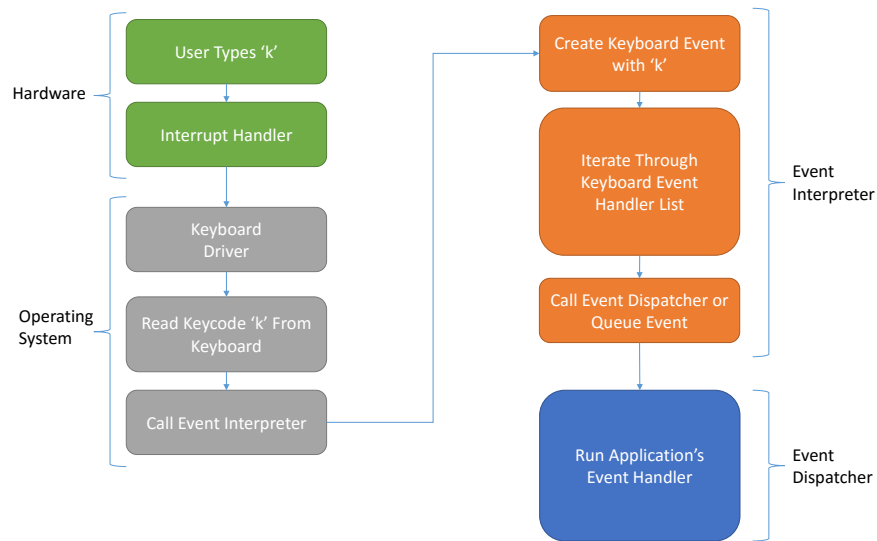 Hardware
User Types ‘k’
Interrupt Handler
Operating
System
Keyboard
Driver
Read Keycode ‘k’ From
Keyboard
Call Event Interpreter
Create Keyboard Event
with ‘k’
Iterate Through
Keyboard Event
Handler List
Call Event Dispatcher or
Queue Event
Event
Interpreter
Run Application’s
Event Handler
Event
Dispatcher